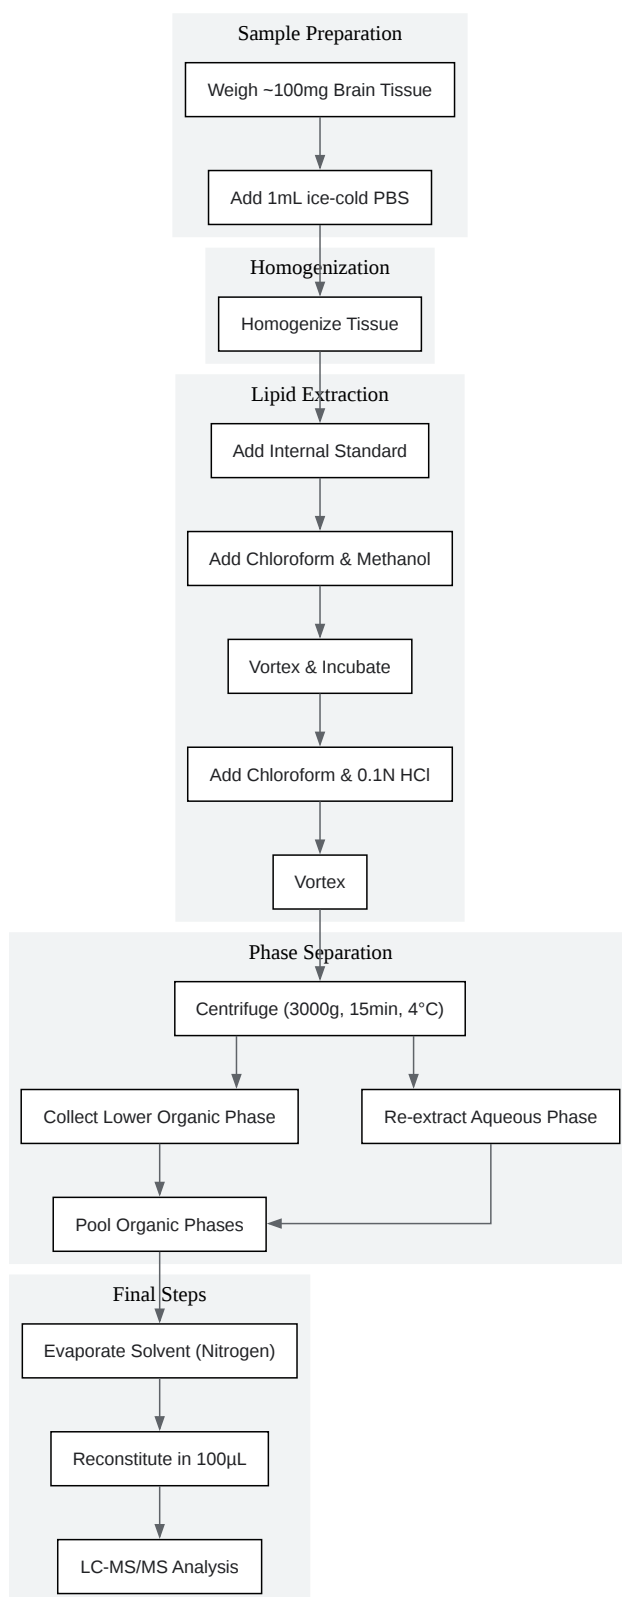 Sample Preparation
Weigh ~100mg Brain Tissue
Add 1mL ice-cold PBS
Homogenization
Homogenize Tissue
Lipid Extraction
Add Internal Standard
Add Chloroform & Methanol
Vortex & Incubate
Add Chloroform & 0.1N HCl
Vortex
Phase Separation
Centrifuge (3000g, 15min, 4°C)
Collect Lower Organic Phase
Re-extract Aqueous Phase
Pool Organic Phases
Final Steps
Evaporate Solvent (Nitrogen)
Reconstitute in 100µL
LC-MS/MS Analysis